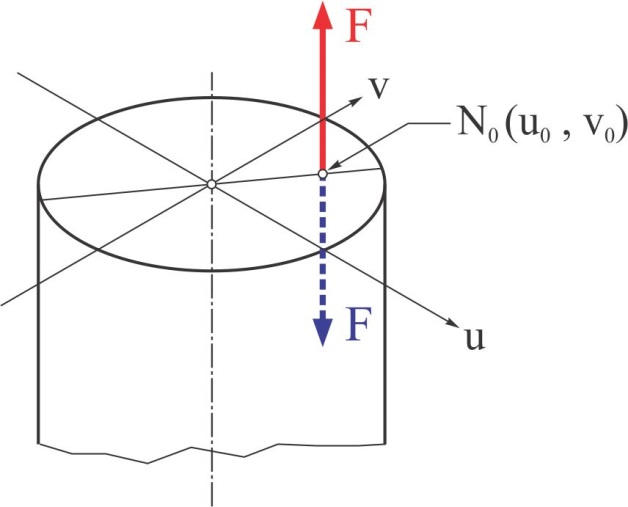 F
v
N₀(u₀ , v₀)
F
u